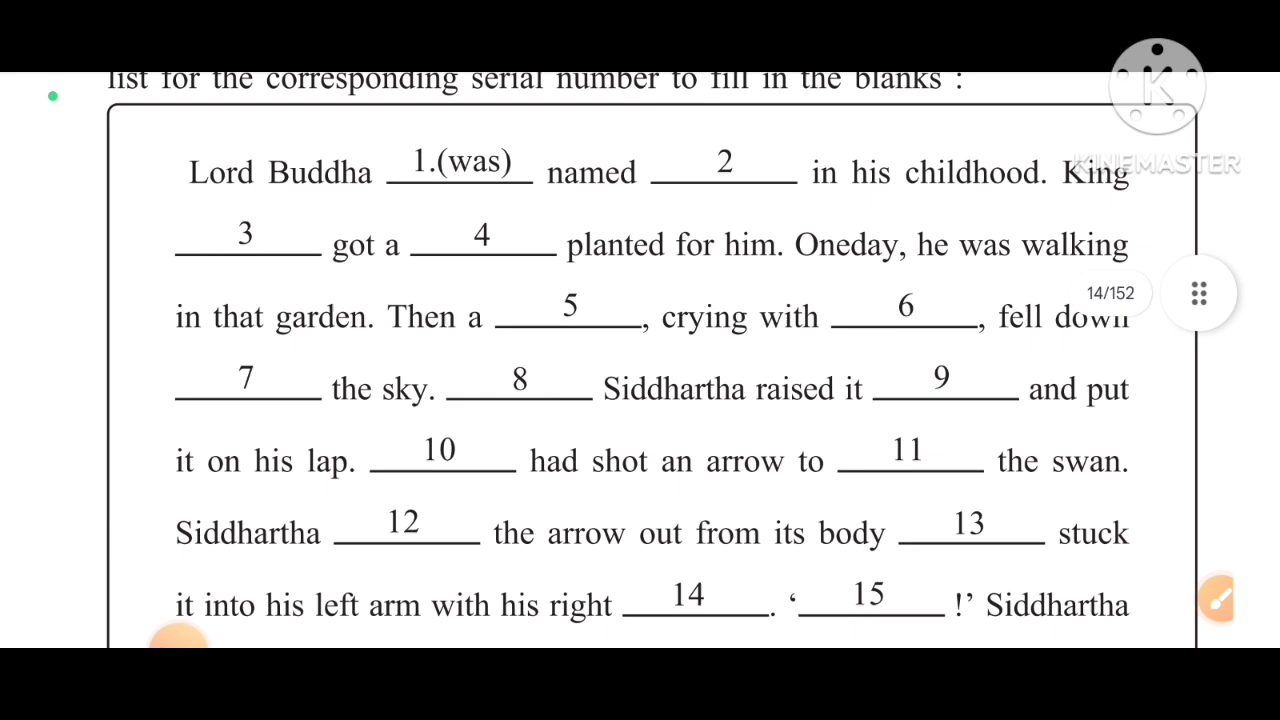 list for the corresponding serial number to fill in the blanks :
KINEMASTER
Lord Buddha 1.(was) named 2 in his childhood. King
3 got a 4 planted for him. Oneday, he was walking
14/152
in that garden. Then a 5, crying with 6, fell down
7 the sky. 8 Siddhartha raised it 9 and put
it on his lap. 10 had shot an arrow to 11 the swan.
Siddhartha 12 the arrow out from its body 13 stuck
it into his left arm with his right 14. ‘15!’ Siddhartha